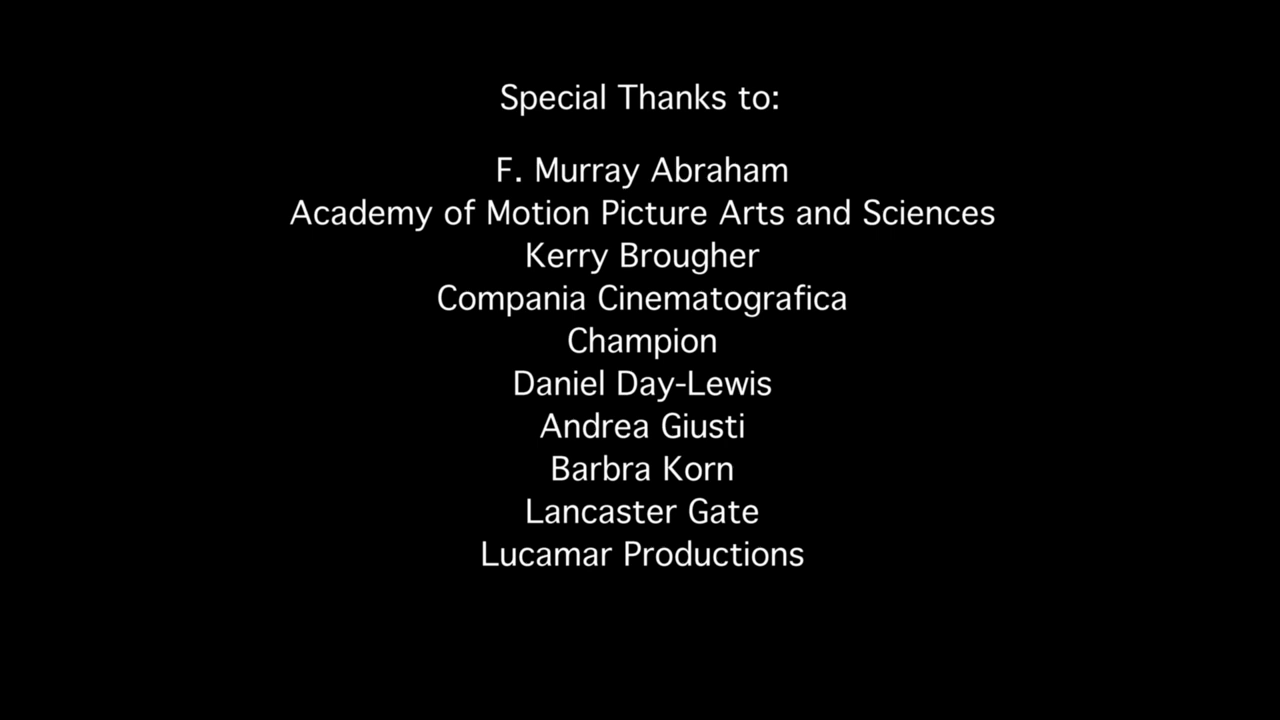 Special Thanks to:
F. Murray Abraham
Academy of Motion Picture Arts and Sciences
Kerry Brougher
Compania Cinematografica
Champion
Daniel Day-Lewis
Andrea Giusti
Barbra Korn
Lancaster Gate
Lucamar Productions